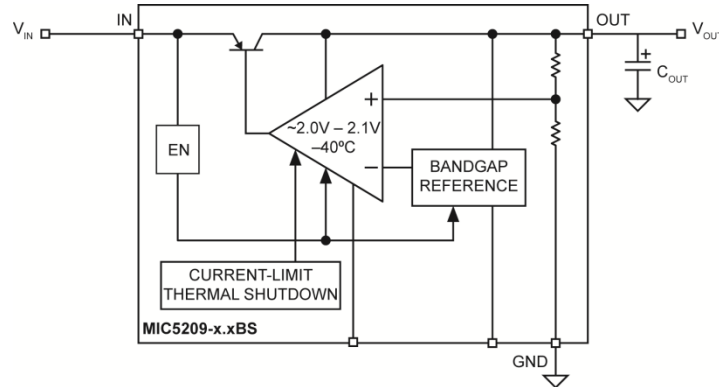 IN
OUT
V_IN
V_OUT
+
C_OUT
+
~2.0V – 2.1V
–40ºC
–
EN
BANDGAP
REFERENCE
CURRENT-LIMIT
THERMAL SHUTDOWN
MIC5209-x.xBS
GND